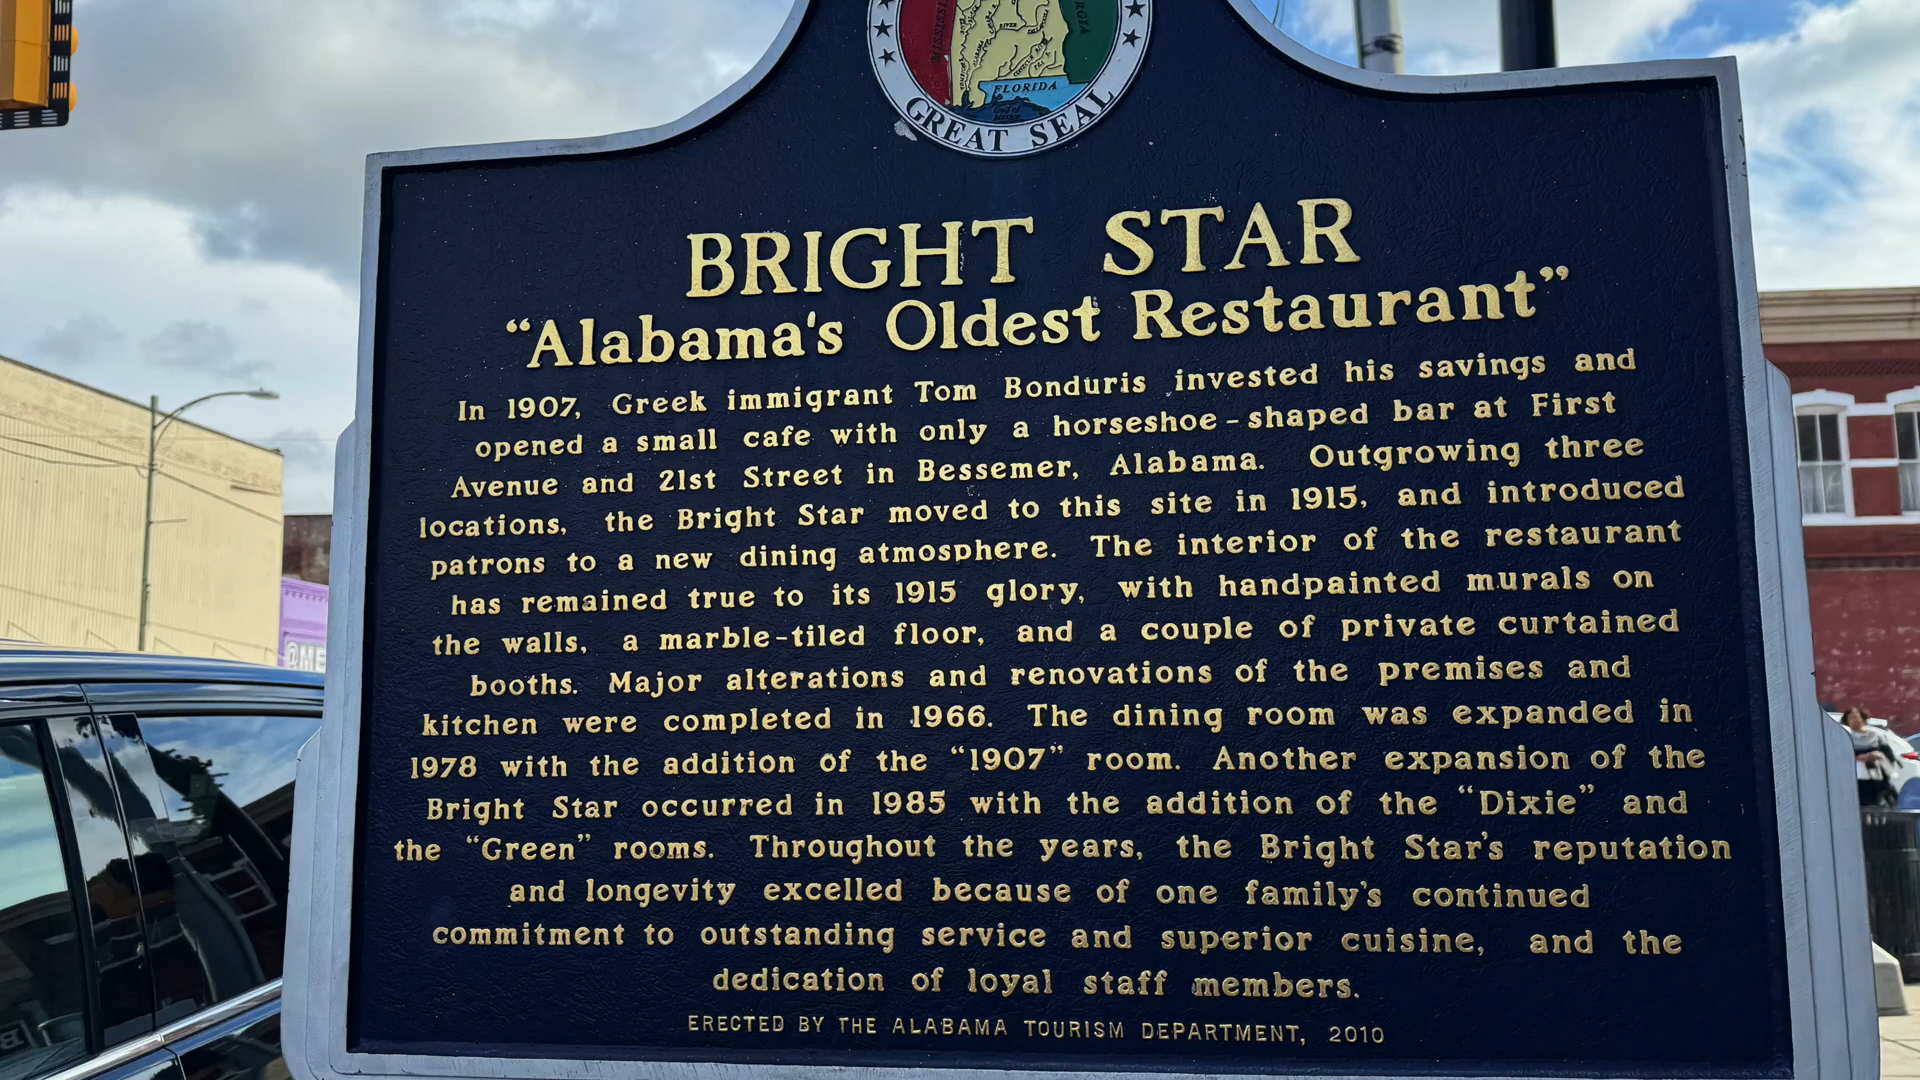 MISSISSI
RGIA
FLORIDA
GREAT SEAL
BRIGHT STAR
“Alabama's Oldest Restaurant”
In 1907, Greek immigrant Tom Bonduris invested his savings and
opened a small cafe with only a horseshoe-shaped bar at First
Avenue and 21st Street in Bessemer, Alabama. Outgrowing three
locations, the Bright Star moved to this site in 1915, and introduced
patrons to a new dining atmosphere. The interior of the restaurant
has remained true to its 1915 glory, with handpainted murals on
the walls, a marble-tiled floor, and a couple of private curtained
booths. Major alterations and renovations of the premises and
kitchen were completed in 1966. The dining room was expanded in
1978 with the addition of the “1907” room. Another expansion of the
Bright Star occurred in 1985 with the addition of the “Dixie” and
the “Green” rooms. Throughout the years, the Bright Star's reputation
and longevity excelled because of one family's continued
commitment to outstanding service and superior cuisine, and the
dedication of loyal staff members.
ERECTED BY THE ALABAMA TOURISM DEPARTMENT, 2010
@ME